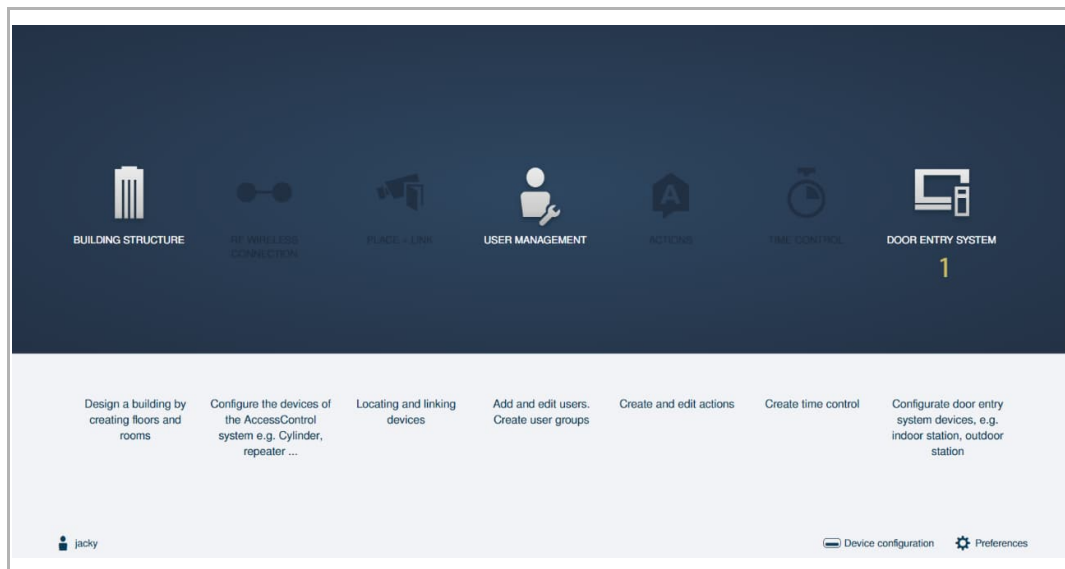 BUILDING STRUCTURE
RF WIRELESS
CONNECTION
PLACE + LINK
USER MANAGEMENT
ACTIONS
TIME CONTROL
DOOR ENTRY SYSTEM
1
Design a building by
creating floors and
rooms
Configure the devices of
the AccessControl
system e.g. Cylinder,
repeater ...
Locating and linking
devices
Add and edit users.
Create user groups
Create and edit actions
Create time control
Configurate door entry
system devices, e.g.
indoor station, outdoor
station
jacky
Device configuration
Preferences